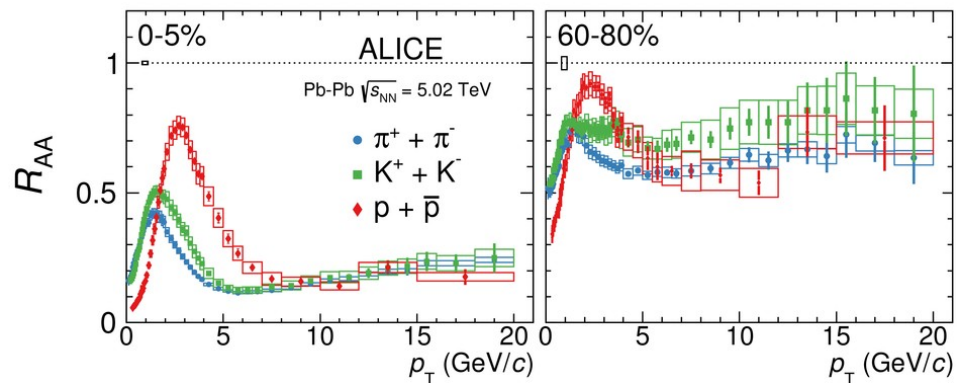 0-5%
ALICE
Pb-Pb √sNN = 5.02 TeV
π⁺ + π⁻
K⁺ + K⁻
p + p̅
RAA
1
0.5
0
0 5 10 15 20
pT (GeV/c)
60-80%
0 5 10 15 20
pT (GeV/c)